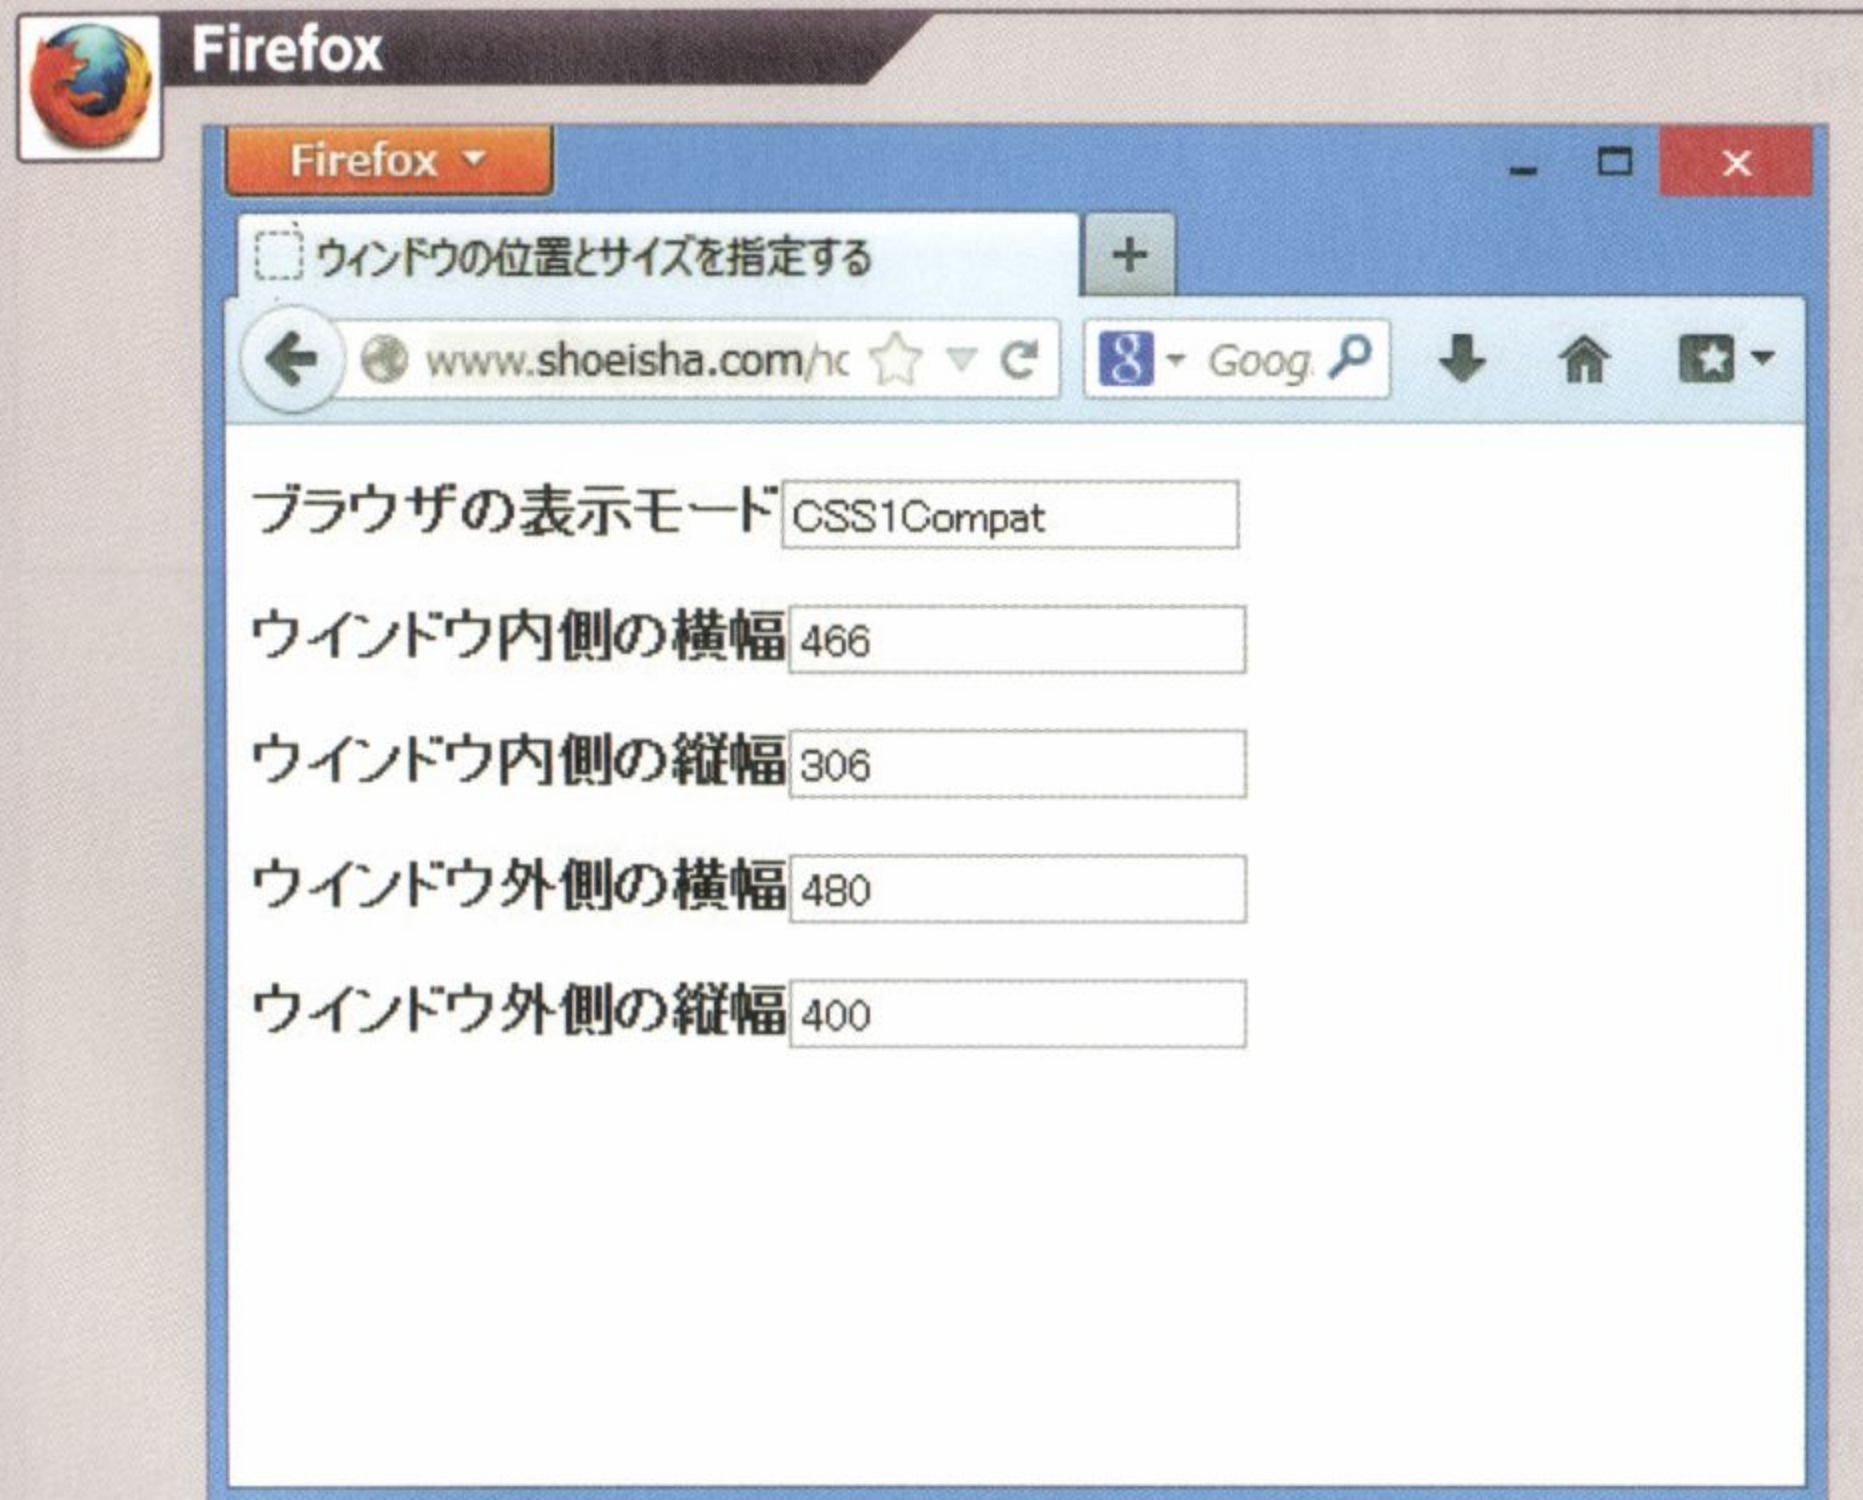 Firefox
Firefox
ウィンドウの位置とサイズを指定する
+
www.shoeisha.com/hc 8 Goog
ブラウザの表示モード CSS1Compat
ウインドウ内側の横幅 466
ウインドウ内側の縦幅 306
ウインドウ外側の横幅 480
ウインドウ外側の縦幅 400